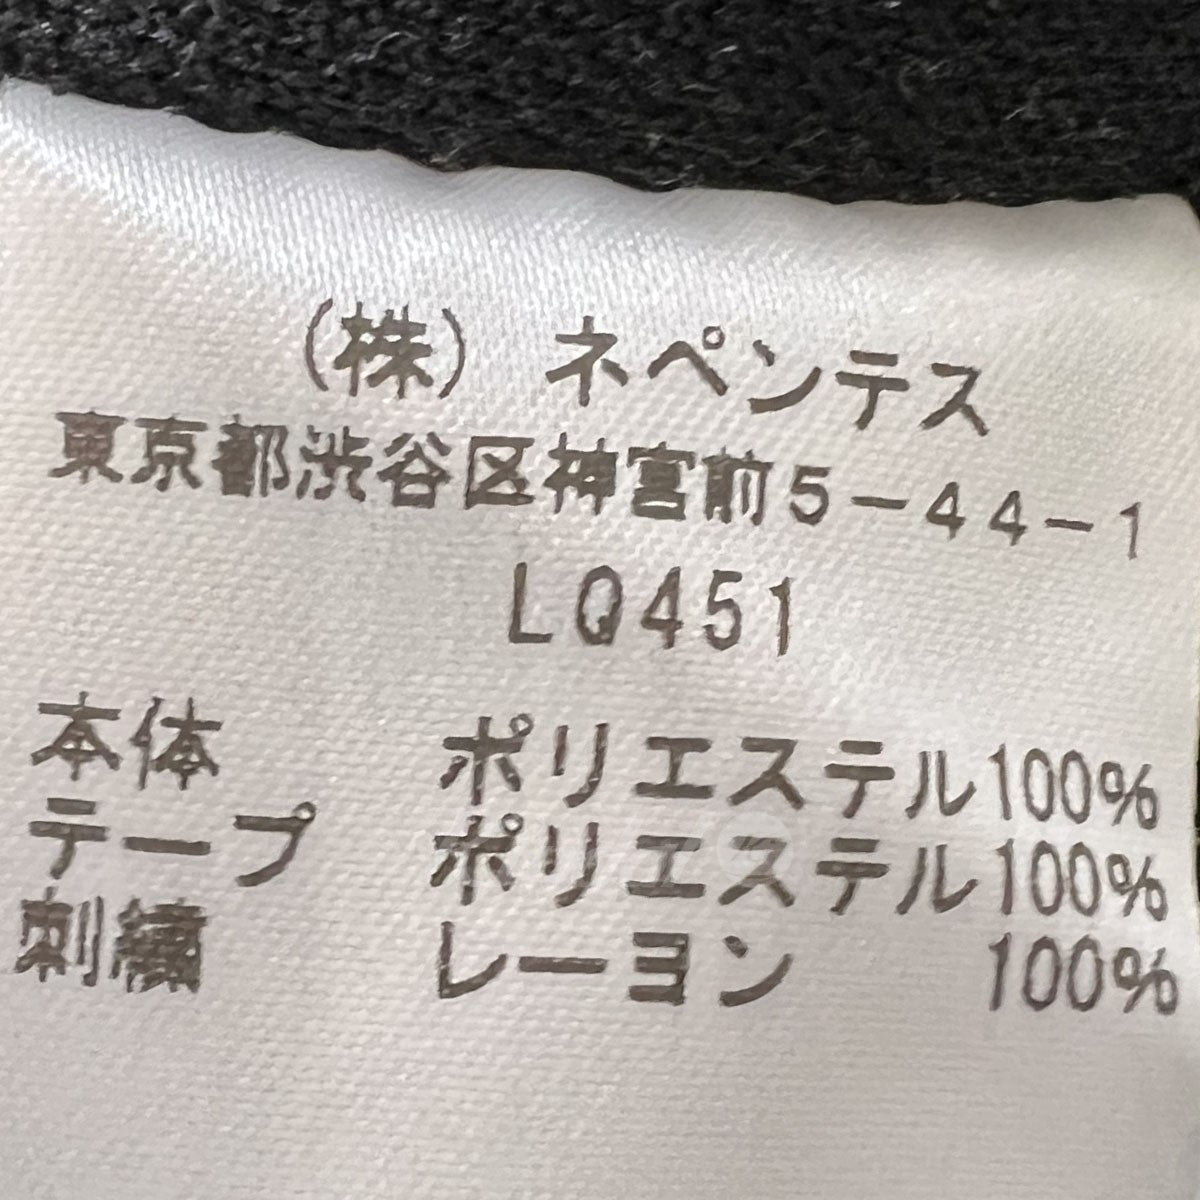 (株) ネペンテス
東京都渋谷区神宮前5-44-1
LQ451
本体 ポリエステル100%
テープ ポリエステル100%
刺繍 レーヨン 100%